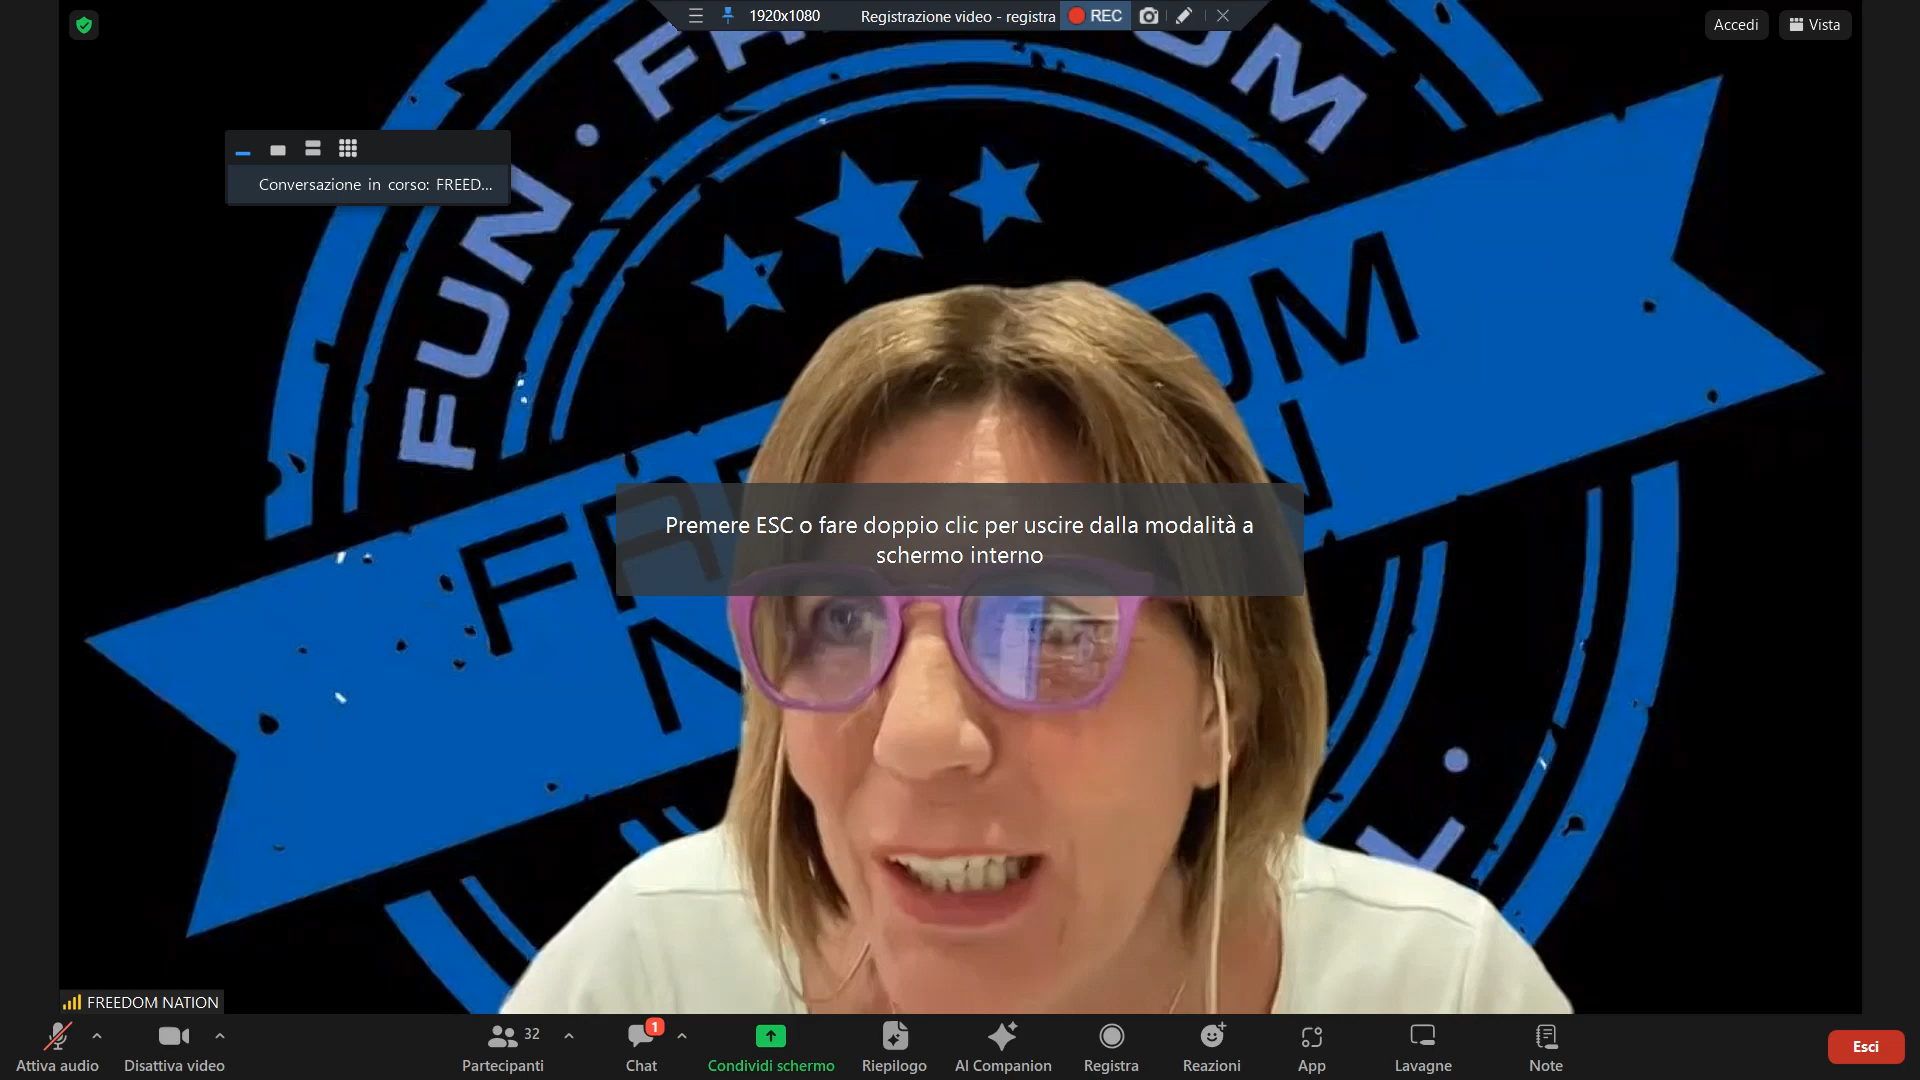 1920x1080
Registrazione video - registra
REC
Accedi
Vista
FUN
Conversazione in corso: FREED...
Premere ESC o fare doppio clic per uscire dalla modalità a
schermo interno
FREEDOM NATION
Attiva audio
Disattiva video
32
Partecipanti
1
Chat
Condividi schermo
Riepilogo
AI Companion
Registra
Reazioni
App
Lavagne
Note
Esci